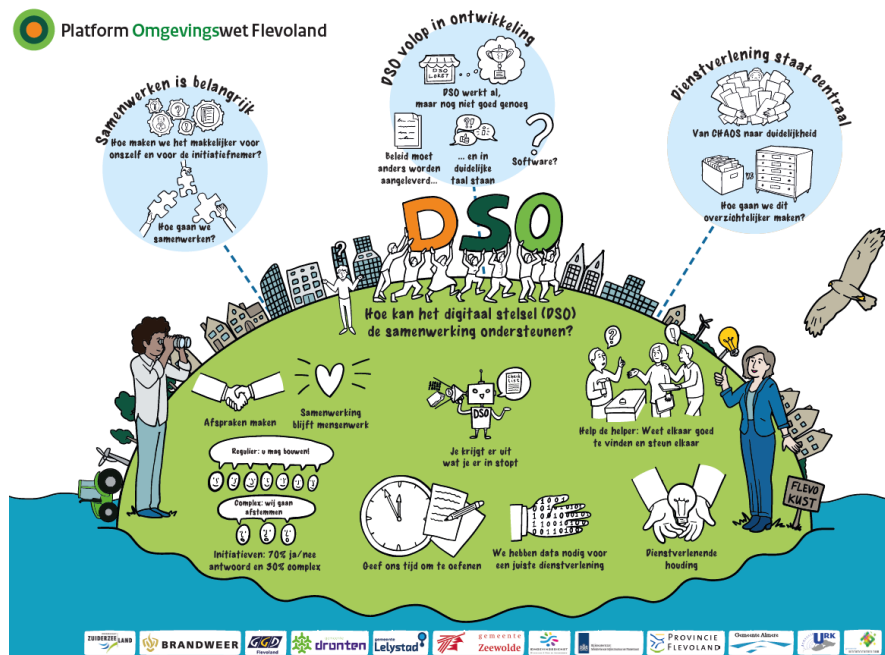 Platform Omgevingswet Flevoland
Samenwerken is belangrijk
Hoe maken we het makkelijker voor
onszelf en voor de initiatiefnemer?
Hoe gaan we
samenwerken?
DSO volop in ontwikkeling
DSO
DSO werkt al,
maar nog niet goed genoeg
Beleid moet
anders worden
aangeleverd...
... en in
duidelijke
taal staan
Software?
Dienstverlening staat centraal
Van CHAOS naar duidelijkheid
VS
Hoe gaan we dit
overzichtelijker maken?
DSO
Hoe kan het digitaal stelsel (DSO)
de samenwerking ondersteunen?
Afspraken maken
Samenwerking
blijft mensenwerk
DSO
Je krijgt er uit
wat je er in stopt
Help de helper: Weet elkaar goed
te vinden en steun elkaar
Regulier: u mag bouwen!
Complex: wij gaan
afstemmen
Initiatieven: 70% ja/nee
antwoord en 30% complex
Geef ons tijd om te oefenen
We hebben data nodig voor
een juiste dienstverlening
Dienstverlenende
houding
FLEVO
KUST
ZUIDERZEELAND
BRANDWEER
GGD
Flevoland
gemeente
dronten
gemeente
Lelystad
gemeente
Zeewolde
PROVINCIE
FLEVOLAND
Gemeente Almere
URK